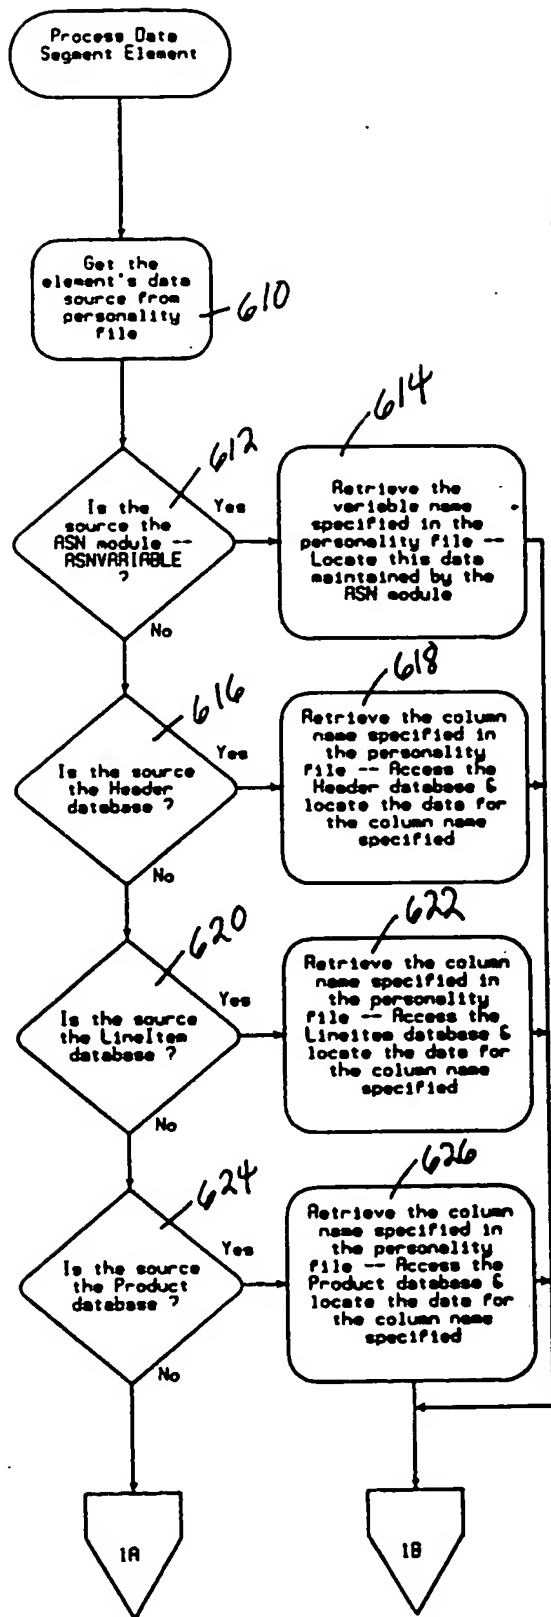 Process Data
Segment Element
Get the
element's data
source from
personality
file
610
612
Is the
source the
ASN module --
ASNVARIABLE
?
Yes
No
614
Retrieve the
variable name
specified in the
personality file --
Locate this data
maintained by the
ASN module
616
Is the source
the Header
database ?
Yes
No
618
Retrieve the column
name specified in
the personality
file -- Access the
Header database &
locate the data for
the column name
specified
620
Is the source
the LineItem
database ?
Yes
No
622
Retrieve the column
name specified in
the personality
file -- Access the
Lineitem database &
locate the data for
the column name
specified
624
Is the source
the Product
database ?
Yes
No
626
Retrieve the column
name specified in
the personality
file -- Access the
Product database &
locate the data for
the column name
specified
1A
1B